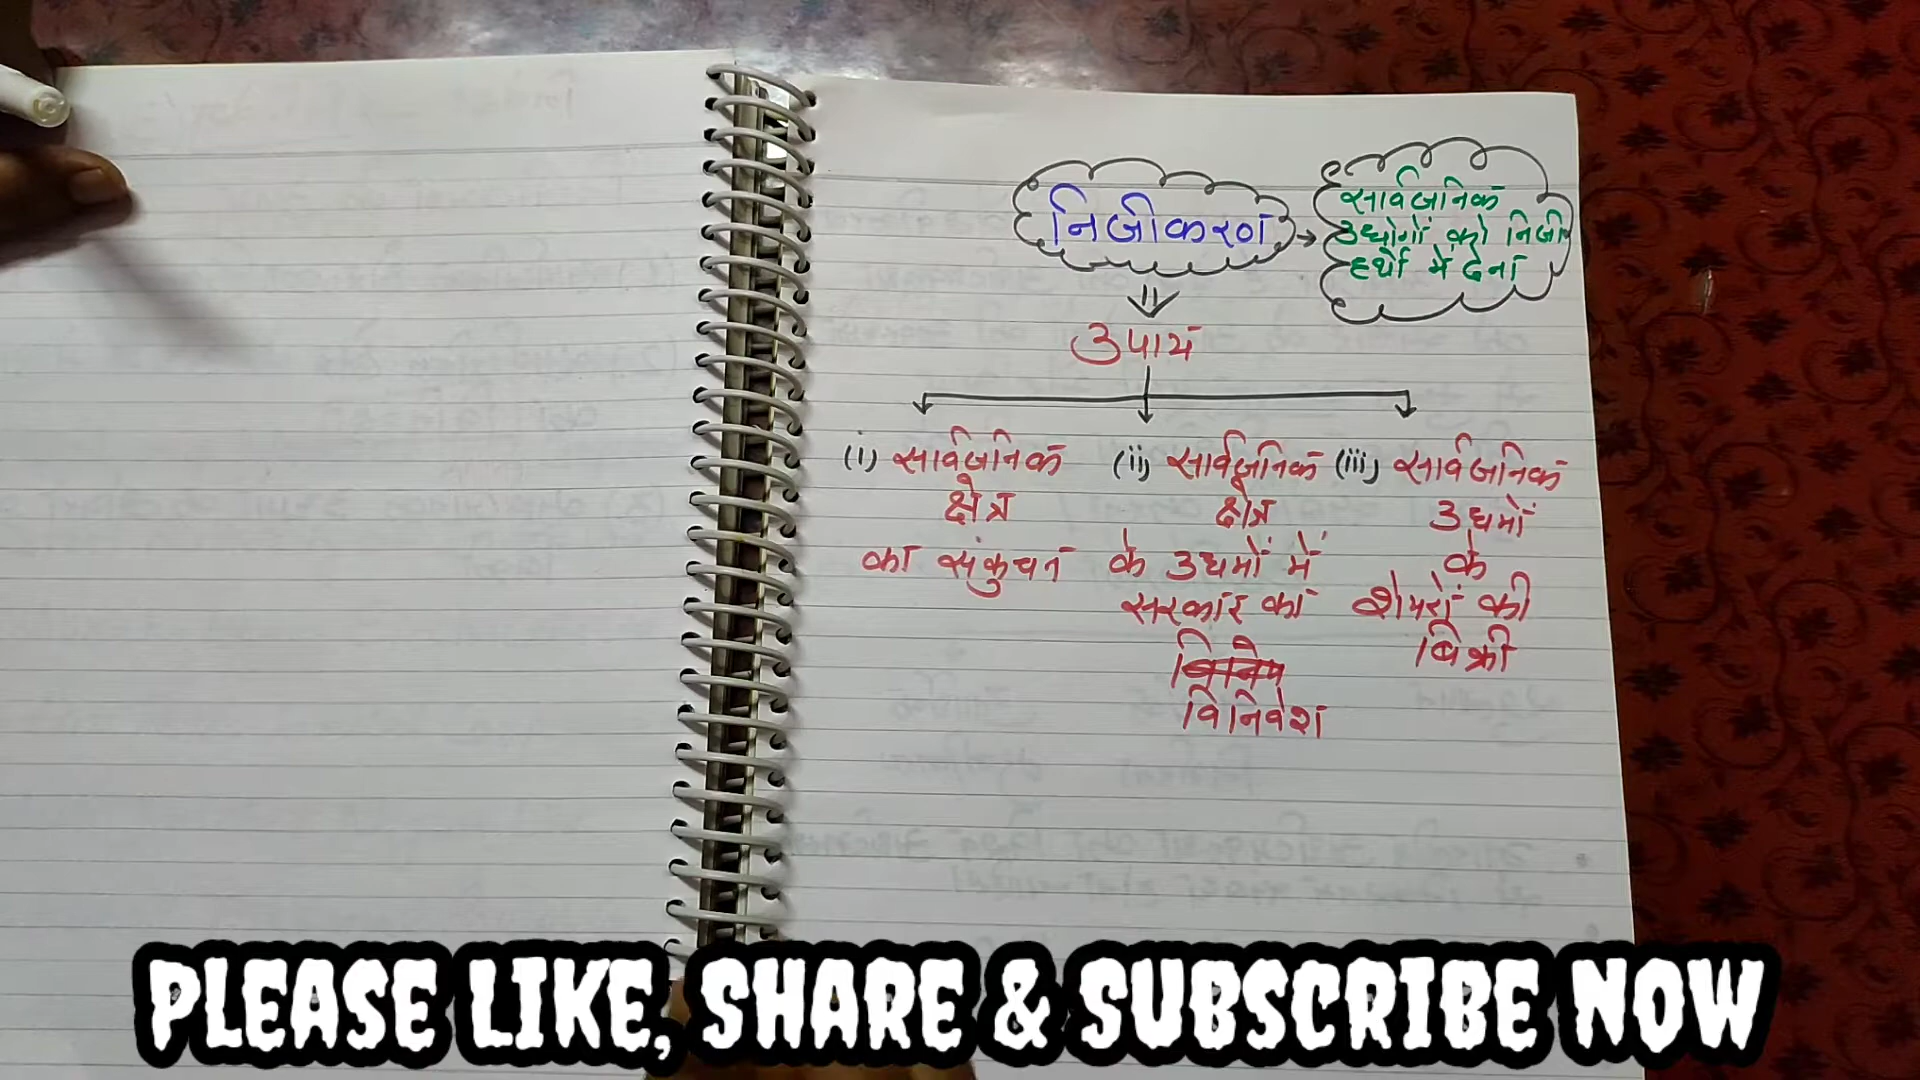 निजीकरण →
सार्वजनिक
उद्योगों को निजी
हाथों में देना
उपाय
(i) सार्वजनिक
क्षेत्र
का संकुचन
(ii) सार्वजनिक
क्षेत्र
के उद्यमों में
सरकार का
विनिवेश
(iii) सार्वजनिक
उद्यमों
के
शेयरों की
बिक्री
PLEASE LIKE, SHARE & SUBSCRIBE NOW